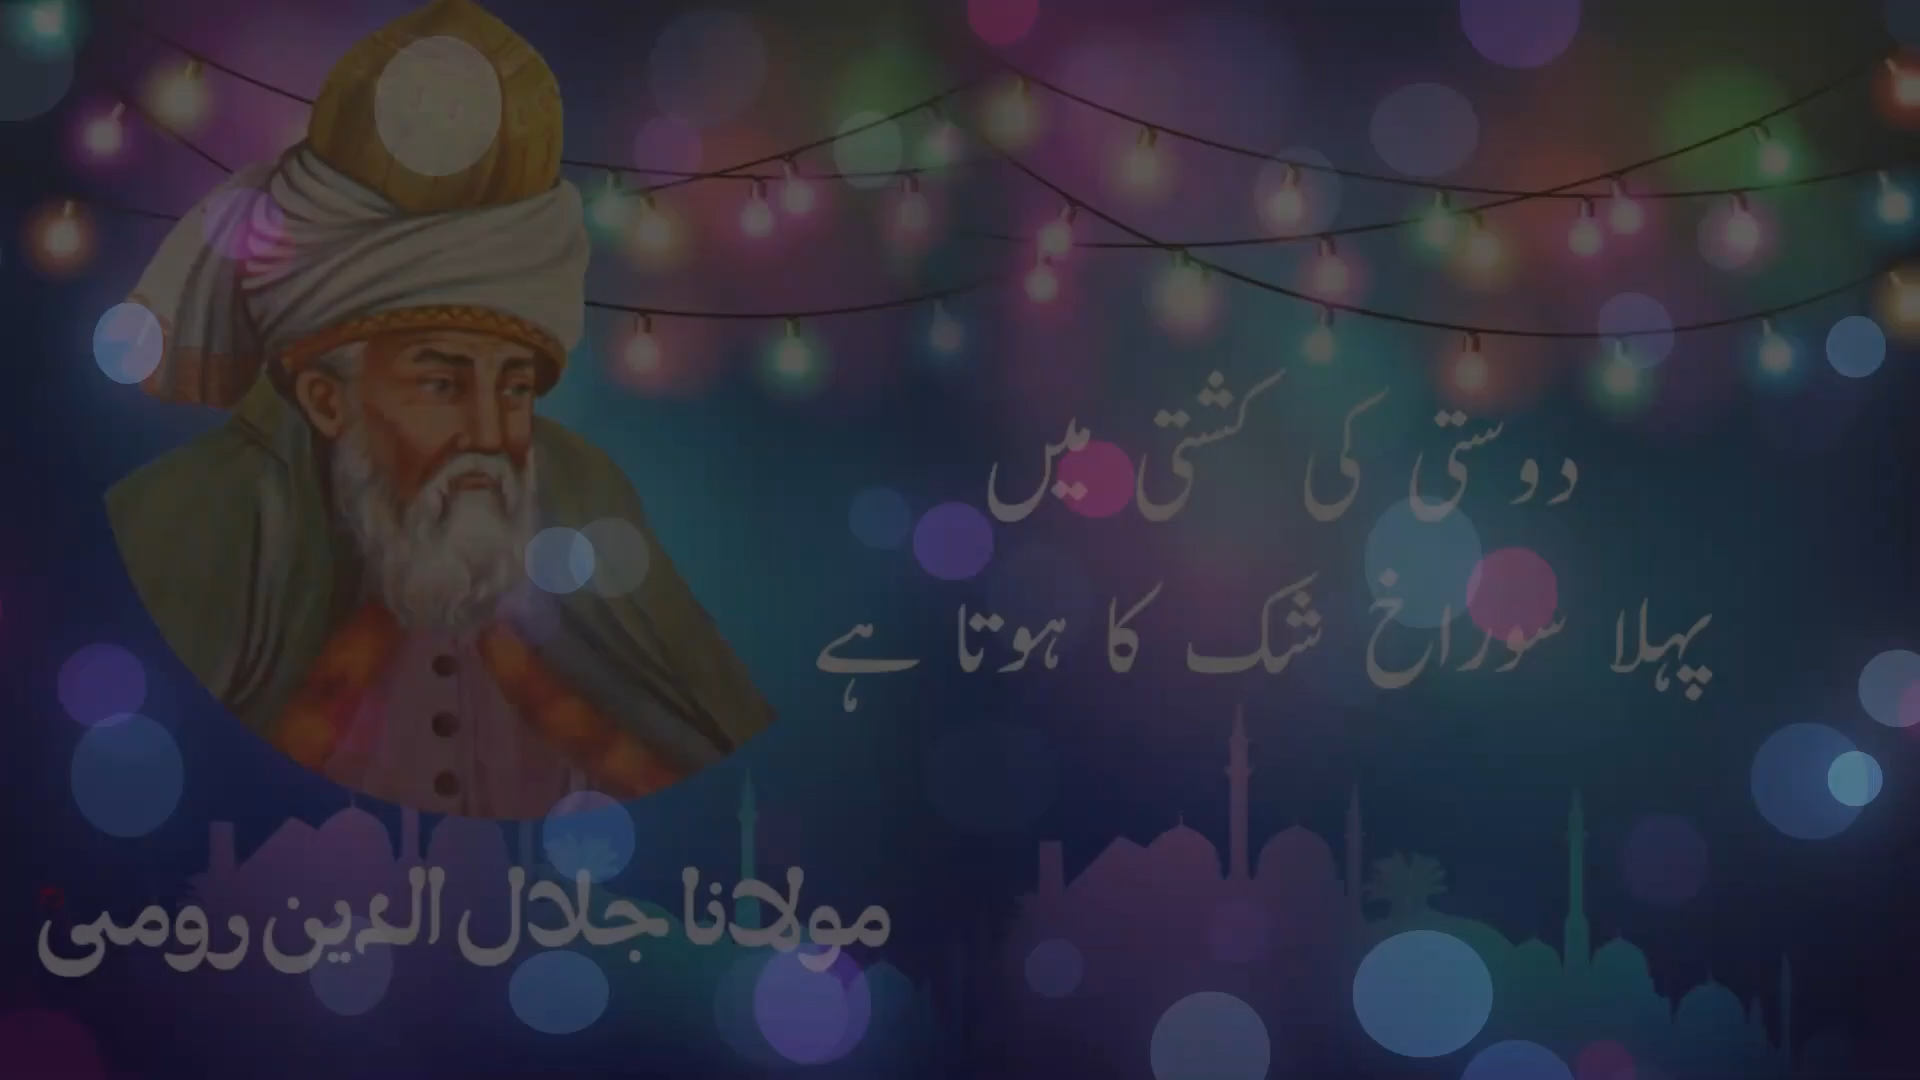 دوستی کی کشتی میں
پہلا سوراخ شک کا ہوتا ہے
مولانا جلال الدین رومی